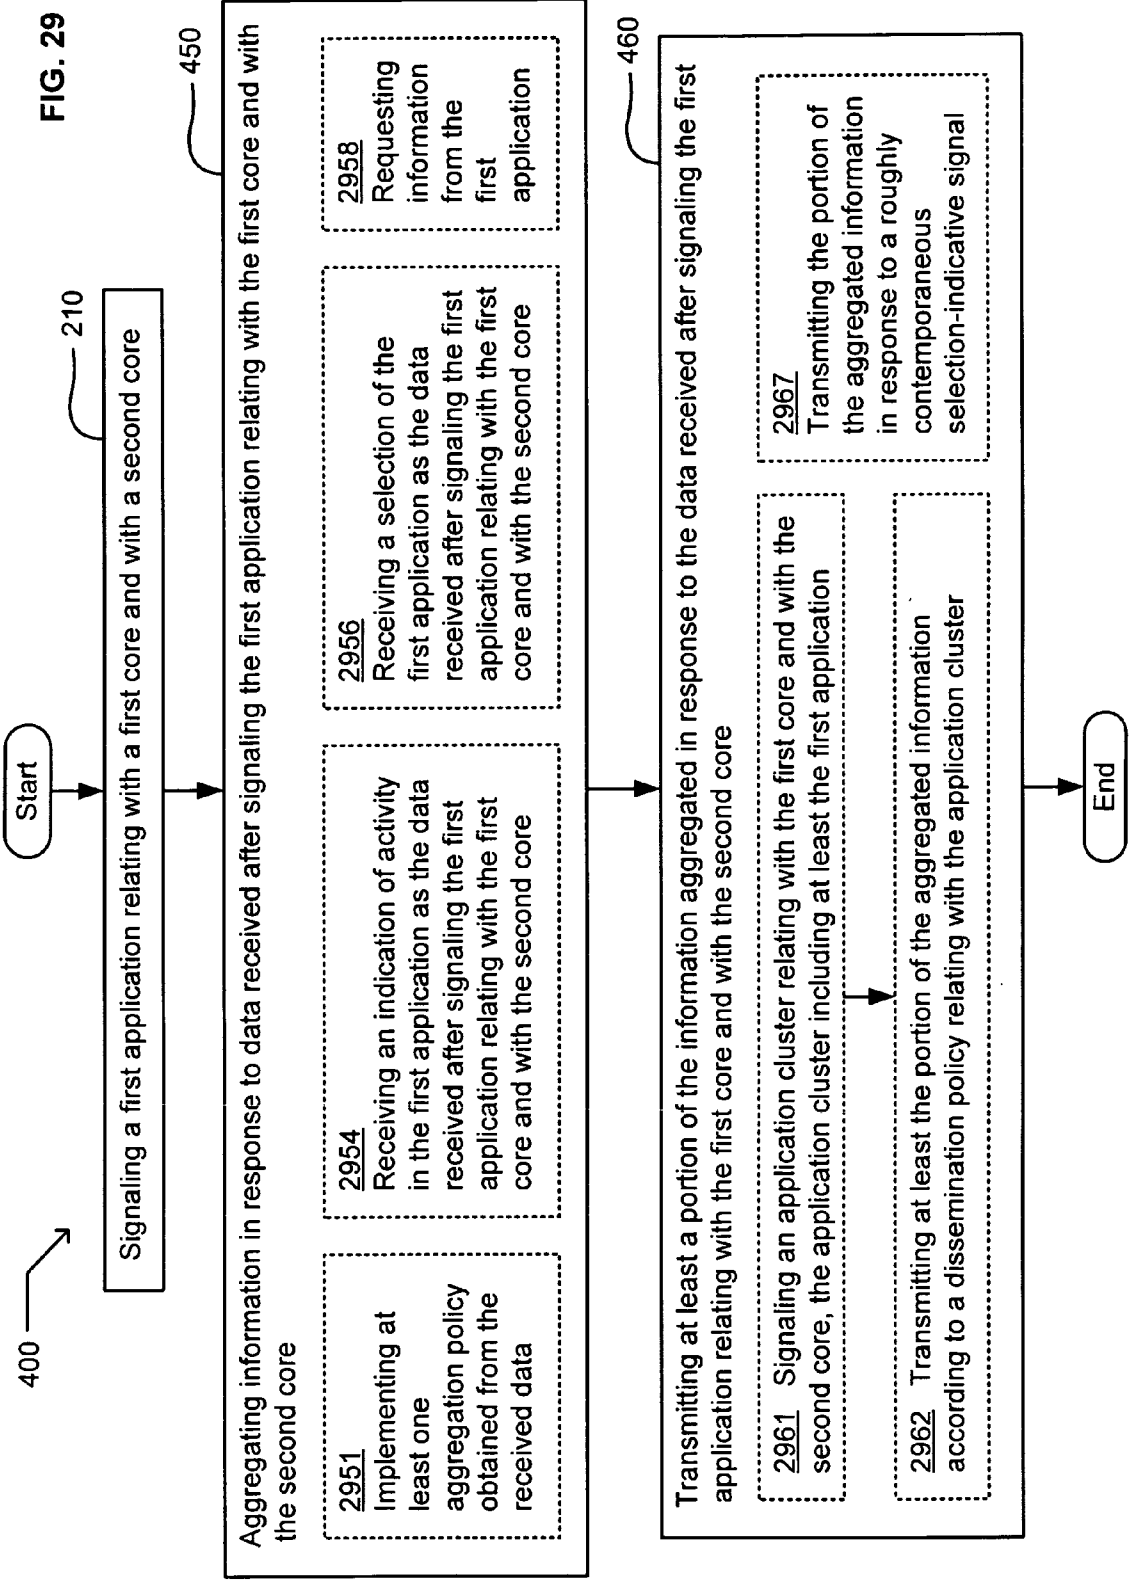 FIG. 29
400
Start
210
Signaling a first application relating with a first core and with a second core
450
Aggregating information in response to data received after signaling the first application relating with the first core and with
the second core
2951
Implementing at
least one
aggregation policy
obtained from the
received data
2954
Receiving an indication of activity
in the first application as the data
received after signaling the first
application relating with the first
core and with the second core
2956
Receiving a selection of the
first application as the data
received after signaling the first
application relating with the first
core and with the second core
2958
Requesting
information
from the
first
application
460
Transmitting at least a portion of the information aggregated in response to the data received after signaling the first
application relating with the first core and with the second core
2961 Signaling an application cluster relating with the first core and with the
second core, the application cluster including at least the first application
2962 Transmitting at least the portion of the aggregated information
according to a dissemination policy relating with the application cluster
2967
Transmitting the portion of
the aggregated information
in response to a roughly
contemporaneous
selection-indicative signal
End